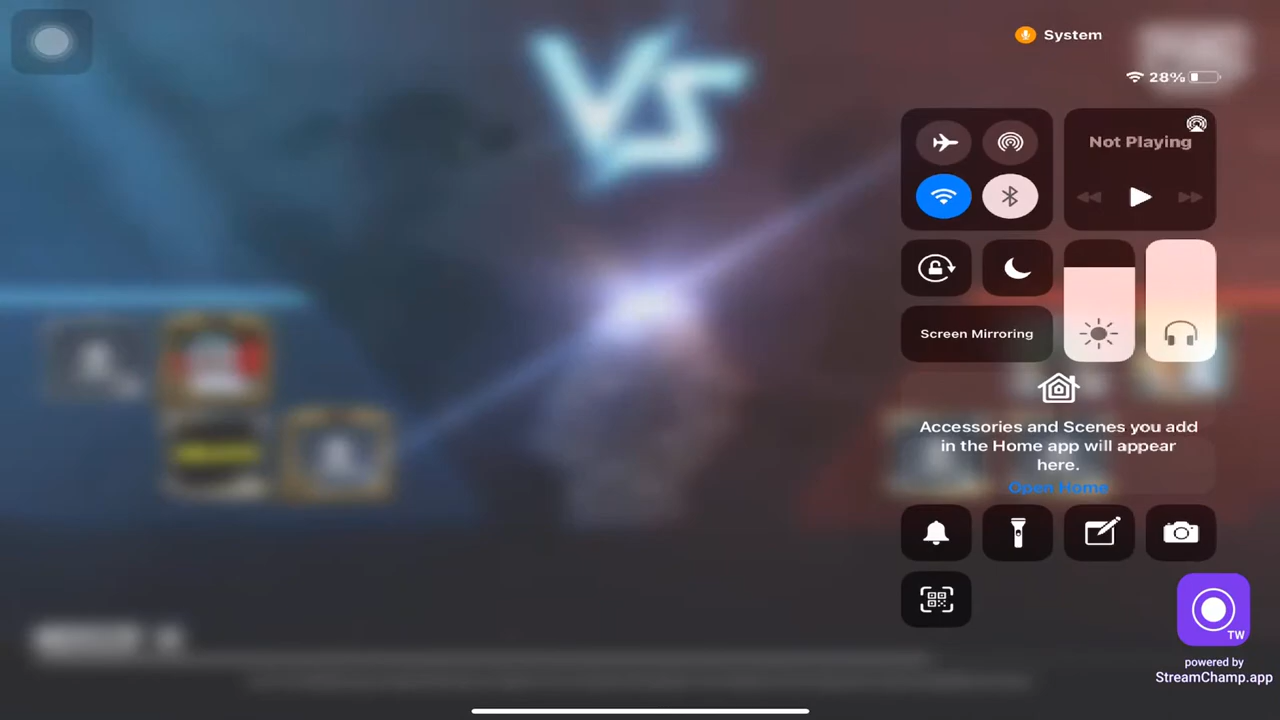 VS
System
28%
Not Playing
Screen Mirroring
Accessories and Scenes you add
in the Home app will appear
here.
Open Home
TW
powered by
StreamChamp.app